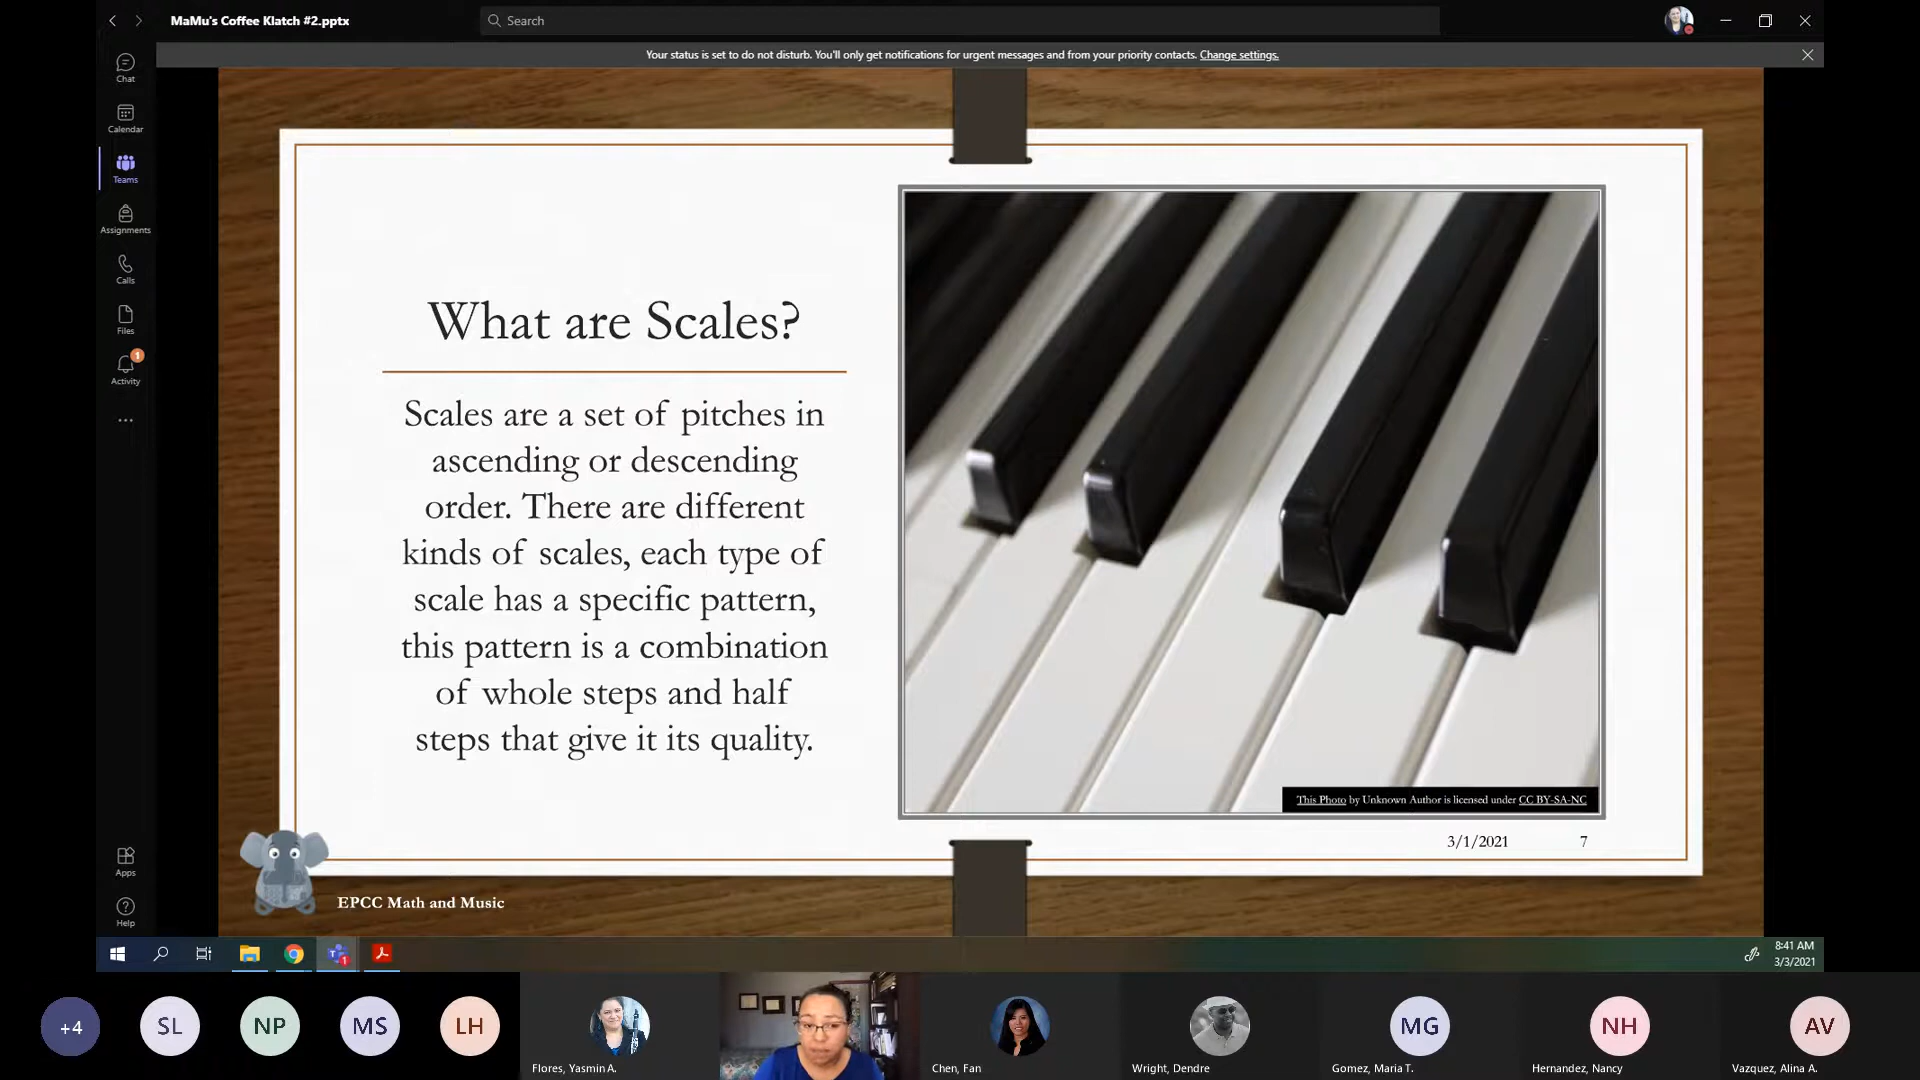 MaMu's Coffee Klatch #2.pptx
Search
Your status is set to do not disturb. You'll only get notifications for urgent messages and from your priority contacts. Change settings.
Chat
Calendar
Teams
Assignments
Calls
Files
1
Activity
Apps
Help
What are Scales?
Scales are a set of pitches in
ascending or descending
order. There are different
kinds of scales, each type of
scale has a specific pattern,
this pattern is a combination
of whole steps and half
steps that give it its quality.
This Photo by Unknown Author is licensed under CC BY-SA-NC
3/1/2021 7
EPCC Math and Music
1
8:41 AM
3/3/2021
+4
SL
NP
MS
LH
MG
NH
AV
Flores, Yasmin A.
Chen, Fan
Wright, Dendre
Gomez, Maria T.
Hernandez, Nancy
Vazquez, Alina A.